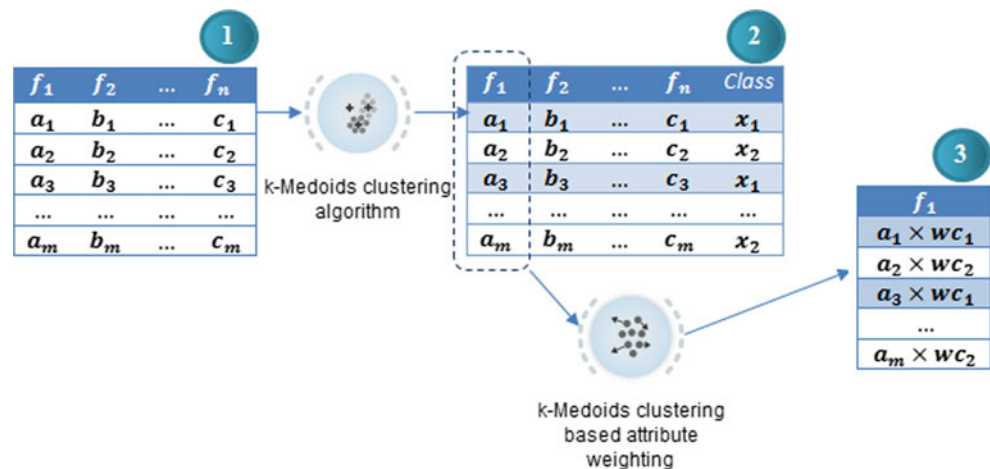 1
f₁ f₂ ... fₙ
a₁ b₁ ... c₁
a₂ b₂ ... c₂
a₃ b₃ ... c₃
... ... ... ...
aₘ bₘ ... cₘ
k-Medoids clustering
algorithm
2
f₁ f₂ ... fₙ Class
a₁ b₁ ... c₁ x₁
a₂ b₂ ... c₂ x₂
a₃ b₃ ... c₃ x₁
... ... ... ... ...
aₘ bₘ ... cₘ x₂
k-Medoids clustering
based attribute
weighting
3
f₁
a₁ × wc₁
a₂ × wc₂
a₃ × wc₁
...
aₘ × wc₂